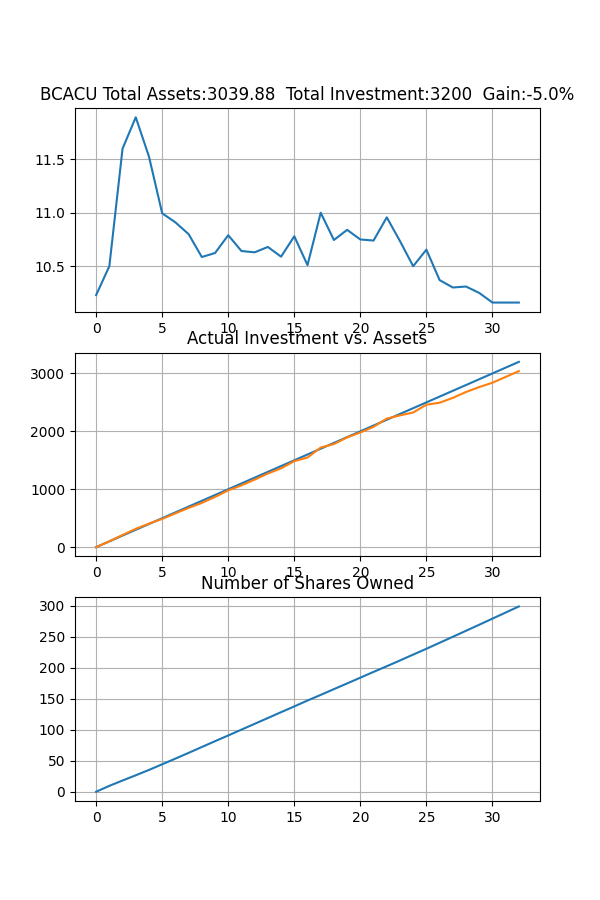 BCACU Total Assets:3039.88  Total Investment:3200  Gain:-5.0%
11.5
11.0
10.5
0 5 10 15 20 25 30
Actual Investment vs. Assets
3000
2000
1000
0
0 5 10 15 20 25 30
Number of Shares Owned
300
250
200
150
100
50
0
0 5 10 15 20 25 30